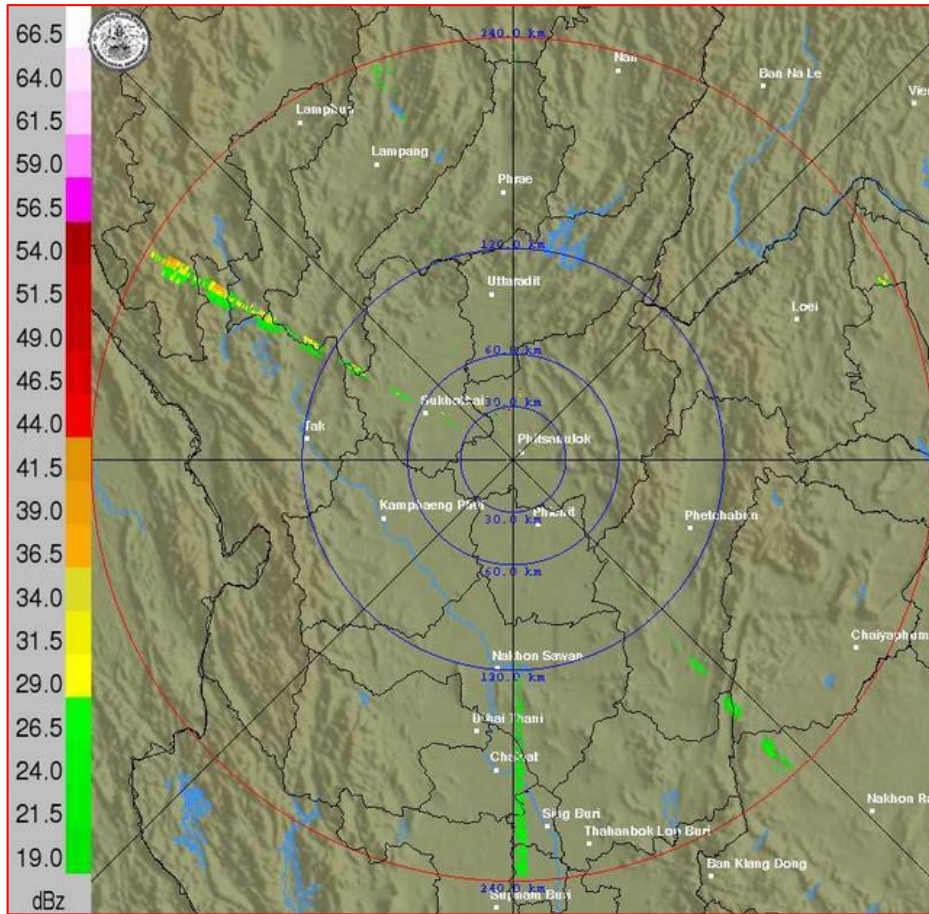 66.5
64.0
61.5
59.0
56.5
54.0
51.5
49.0
46.5
44.0
41.5
39.0
36.5
34.0
31.5
29.0
26.5
24.0
21.5
19.0
dBz
240.0 km
Nan
Ban Na Le
Lamphun
Lampang
Phrae
120.0 km
Uttaradit
Loei
60.0 km
Sukhothai
30.0 km
Tak
Phitsanulok
Kamphaeng Phet
30.0 km
Phichit
Phetchabun
60.0 km
Chaiyaphum
Nakhon Sawan
120.0 km
Uthai Thani
Chainat
Sing Buri
Thahanbok Lop Buri
Ban Klang Dong
240.0 km
Suphan Buri